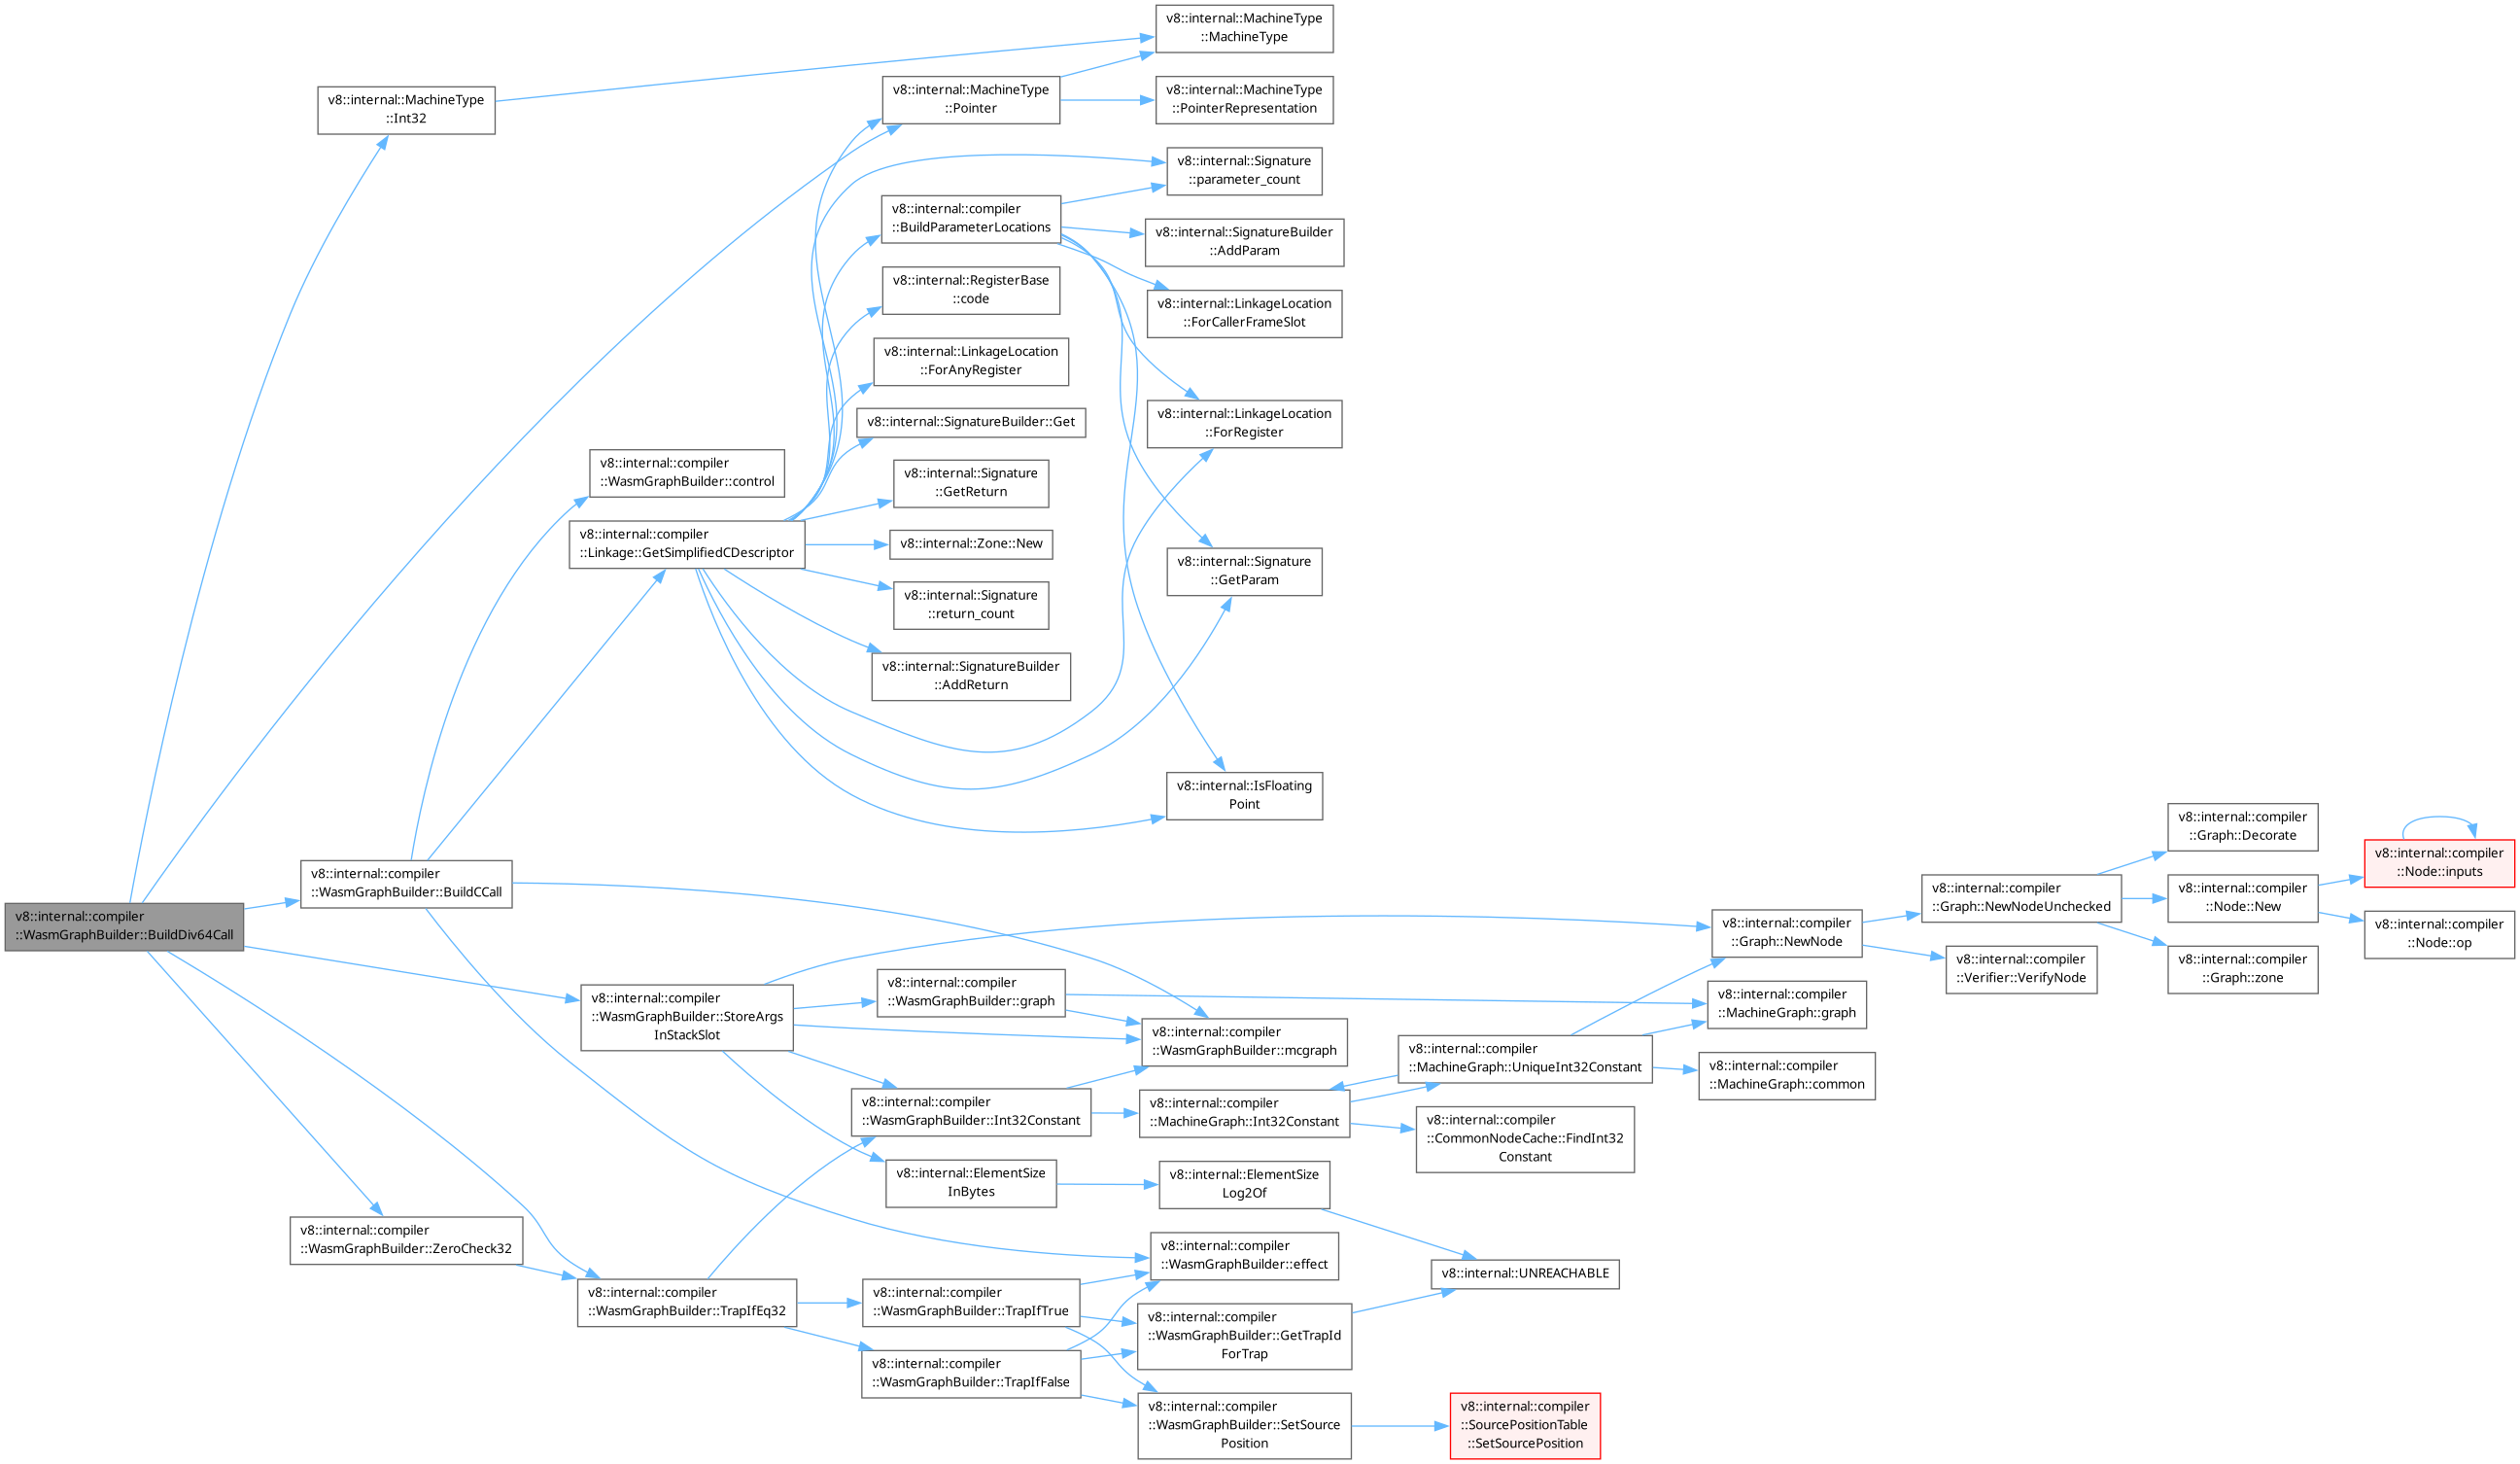 v8::internal::MachineType
::MachineType
v8::internal::MachineType
::Int32
v8::internal::MachineType
::Pointer
v8::internal::MachineType
::PointerRepresentation
v8::internal::Signature
::parameter_count
v8::internal::compiler
::BuildParameterLocations
v8::internal::SignatureBuilder
::AddParam
v8::internal::RegisterBase
::code
v8::internal::LinkageLocation
::ForCallerFrameSlot
v8::internal::LinkageLocation
::ForAnyRegister
v8::internal::SignatureBuilder::Get
v8::internal::LinkageLocation
::ForRegister
v8::internal::compiler
::WasmGraphBuilder::control
v8::internal::Signature
::GetReturn
v8::internal::compiler
::Linkage::GetSimplifiedCDescriptor
v8::internal::Zone::New
v8::internal::Signature
::GetParam
v8::internal::Signature
::return_count
v8::internal::SignatureBuilder
::AddReturn
v8::internal::IsFloating
Point
v8::internal::compiler
::Graph::Decorate
v8::internal::compiler
::Node::inputs
v8::internal::compiler
::WasmGraphBuilder::BuildCCall
v8::internal::compiler
::Graph::NewNodeUnchecked
v8::internal::compiler
::Node::New
v8::internal::compiler
::WasmGraphBuilder::BuildDiv64Call
v8::internal::compiler
::Graph::NewNode
v8::internal::compiler
::Node::op
v8::internal::compiler
::Verifier::VerifyNode
v8::internal::compiler
::Graph::zone
v8::internal::compiler
::WasmGraphBuilder::StoreArgs
InStackSlot
v8::internal::compiler
::WasmGraphBuilder::graph
v8::internal::compiler
::MachineGraph::graph
v8::internal::compiler
::WasmGraphBuilder::mcgraph
v8::internal::compiler
::MachineGraph::UniqueInt32Constant
v8::internal::compiler
::MachineGraph::common
v8::internal::compiler
::WasmGraphBuilder::Int32Constant
v8::internal::compiler
::MachineGraph::Int32Constant
v8::internal::compiler
::CommonNodeCache::FindInt32
Constant
v8::internal::ElementSize
InBytes
v8::internal::ElementSize
Log2Of
v8::internal::compiler
::WasmGraphBuilder::ZeroCheck32
v8::internal::compiler
::WasmGraphBuilder::effect
v8::internal::UNREACHABLE
v8::internal::compiler
::WasmGraphBuilder::TrapIfEq32
v8::internal::compiler
::WasmGraphBuilder::TrapIfTrue
v8::internal::compiler
::WasmGraphBuilder::GetTrapId
ForTrap
v8::internal::compiler
::WasmGraphBuilder::TrapIfFalse
v8::internal::compiler
::WasmGraphBuilder::SetSource
Position
v8::internal::compiler
::SourcePositionTable
::SetSourcePosition